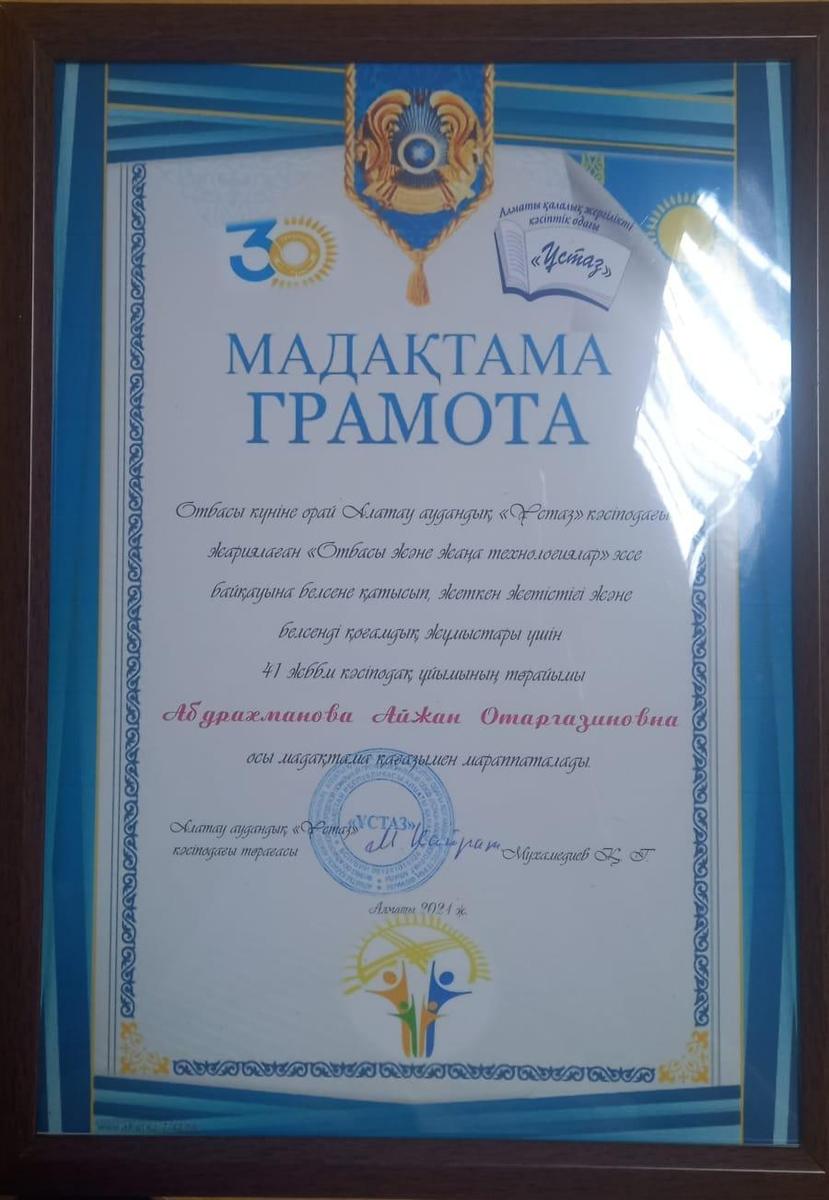 30
Алматы қалалық жергілікті
кәсіптік одағы
«Ұстаз»
МАДАҚТАМА
ГРАМОТА
Отбасы күніне орай Алатау аудандық «Ұстаз» кәсіподағы
жариялаған «Отбасы және жаңа технологиялар» эссе
байқауына белсене қатысып, жеткен жетістігі және
белсенді қоғамдық жұмыстары үшін
41 жббм кәсіподақ ұйымының төрайымы
Абдрахманова Айжан Отаргазиновна
осы мадақтама қағазымен марапаталады.
«ҰСТАЗ»
Алатау аудандық «Ұстаз»
кәсіподағы төрағасы
М. Қайрат
Мухамедиев Қ. Т.
Алматы 2021 ж.